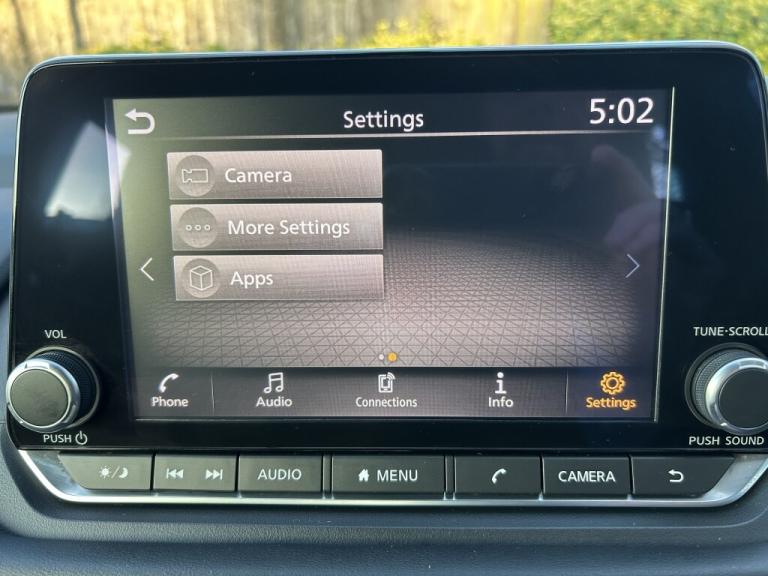 Settings
5:02
Camera
More Settings
Apps
Phone
Audio
Connections
Info
Settings
VOL
PUSH
TUNE·SCROLL
PUSH SOUND
AUDIO
MENU
CAMERA